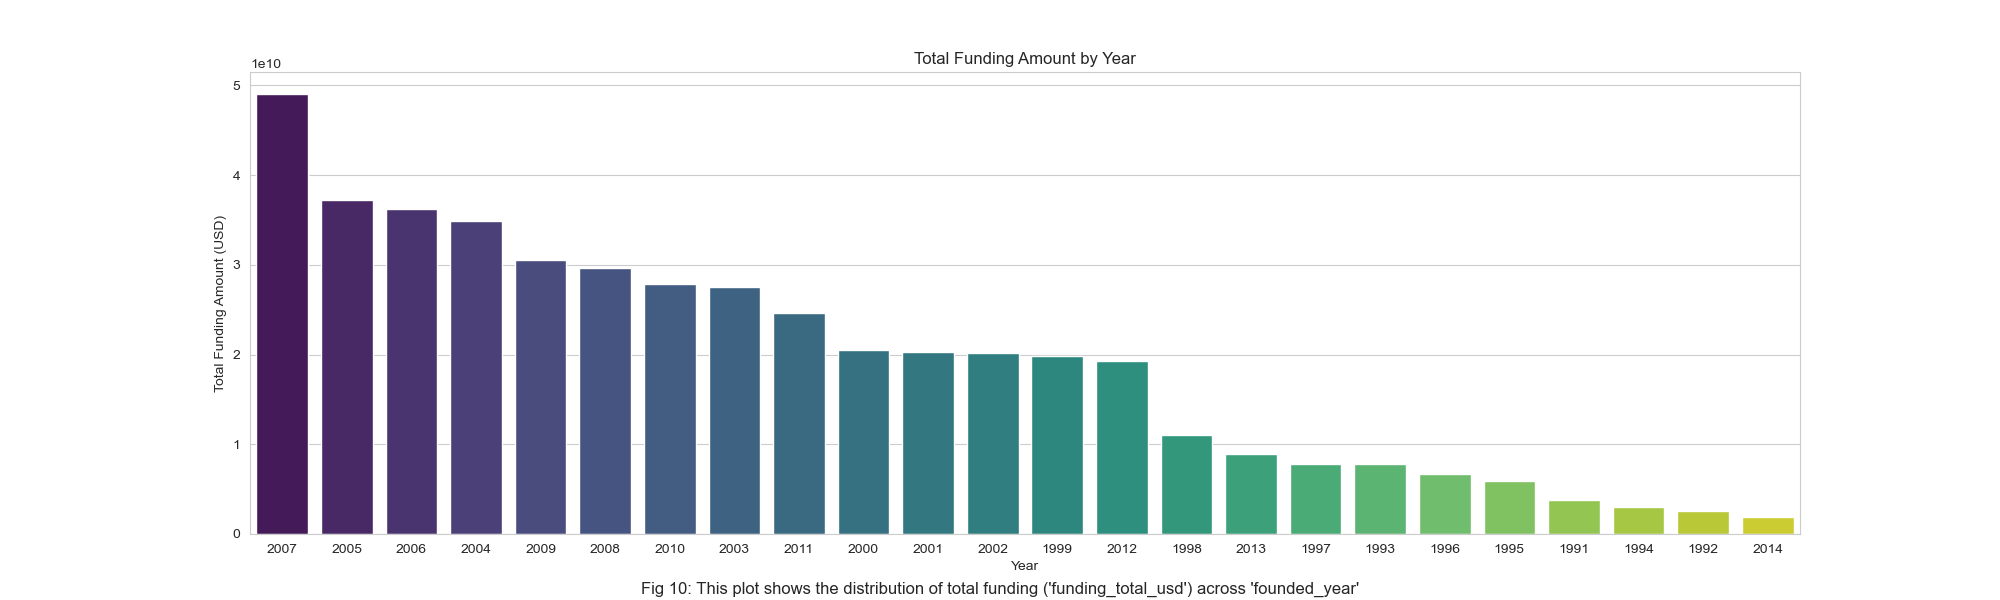 Total Funding Amount by Year
1e10
5
4
3
2
1
0
Total Funding Amount (USD)
2007 2005 2006 2004 2009 2008 2010 2003 2011 2000 2001 2002 1999 2012 1998 2013 1997 1993 1996 1995 1991 1994 1992 2014
Year
Fig 10: This plot shows the distribution of total funding ('funding_total_usd') across 'founded_year'